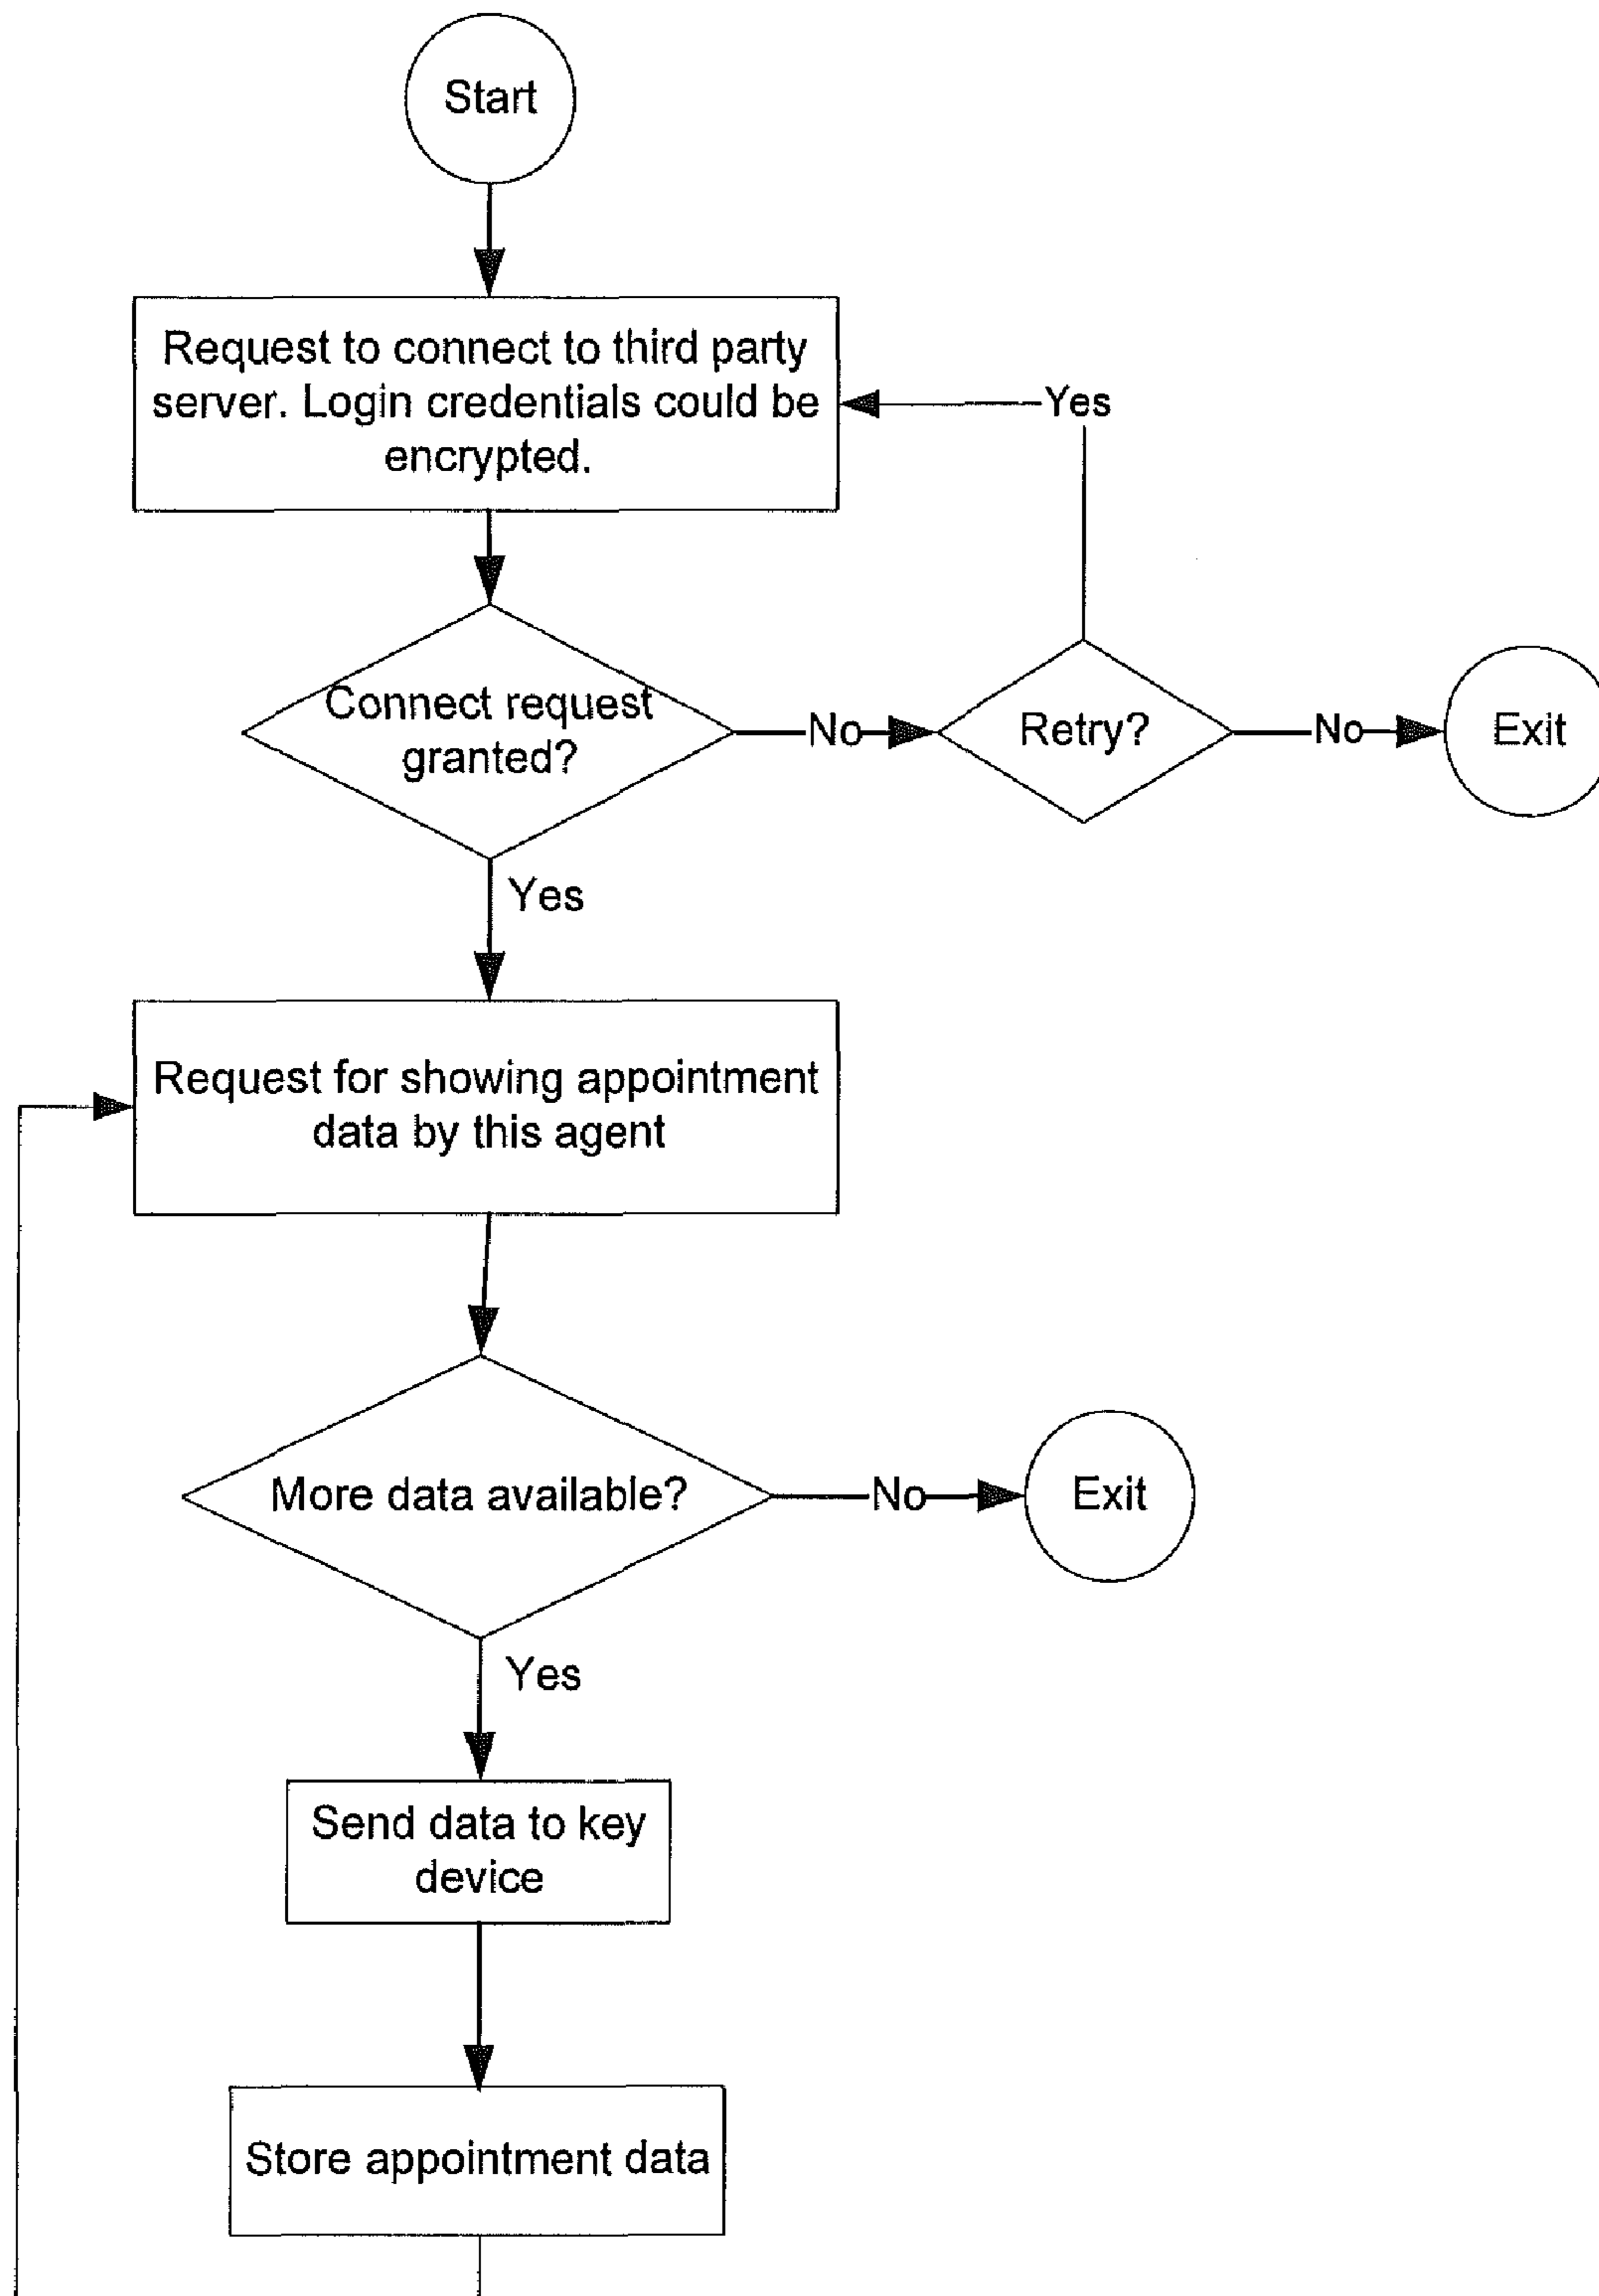 Start
Request to connect to third party
server. Login credentials could be
encrypted.
Yes
Connect request
granted?
No
Retry?
No
Exit
Yes
Request for showing appointment
data by this agent
More data available?
No
Exit
Yes
Send data to key
device
Store appointment data